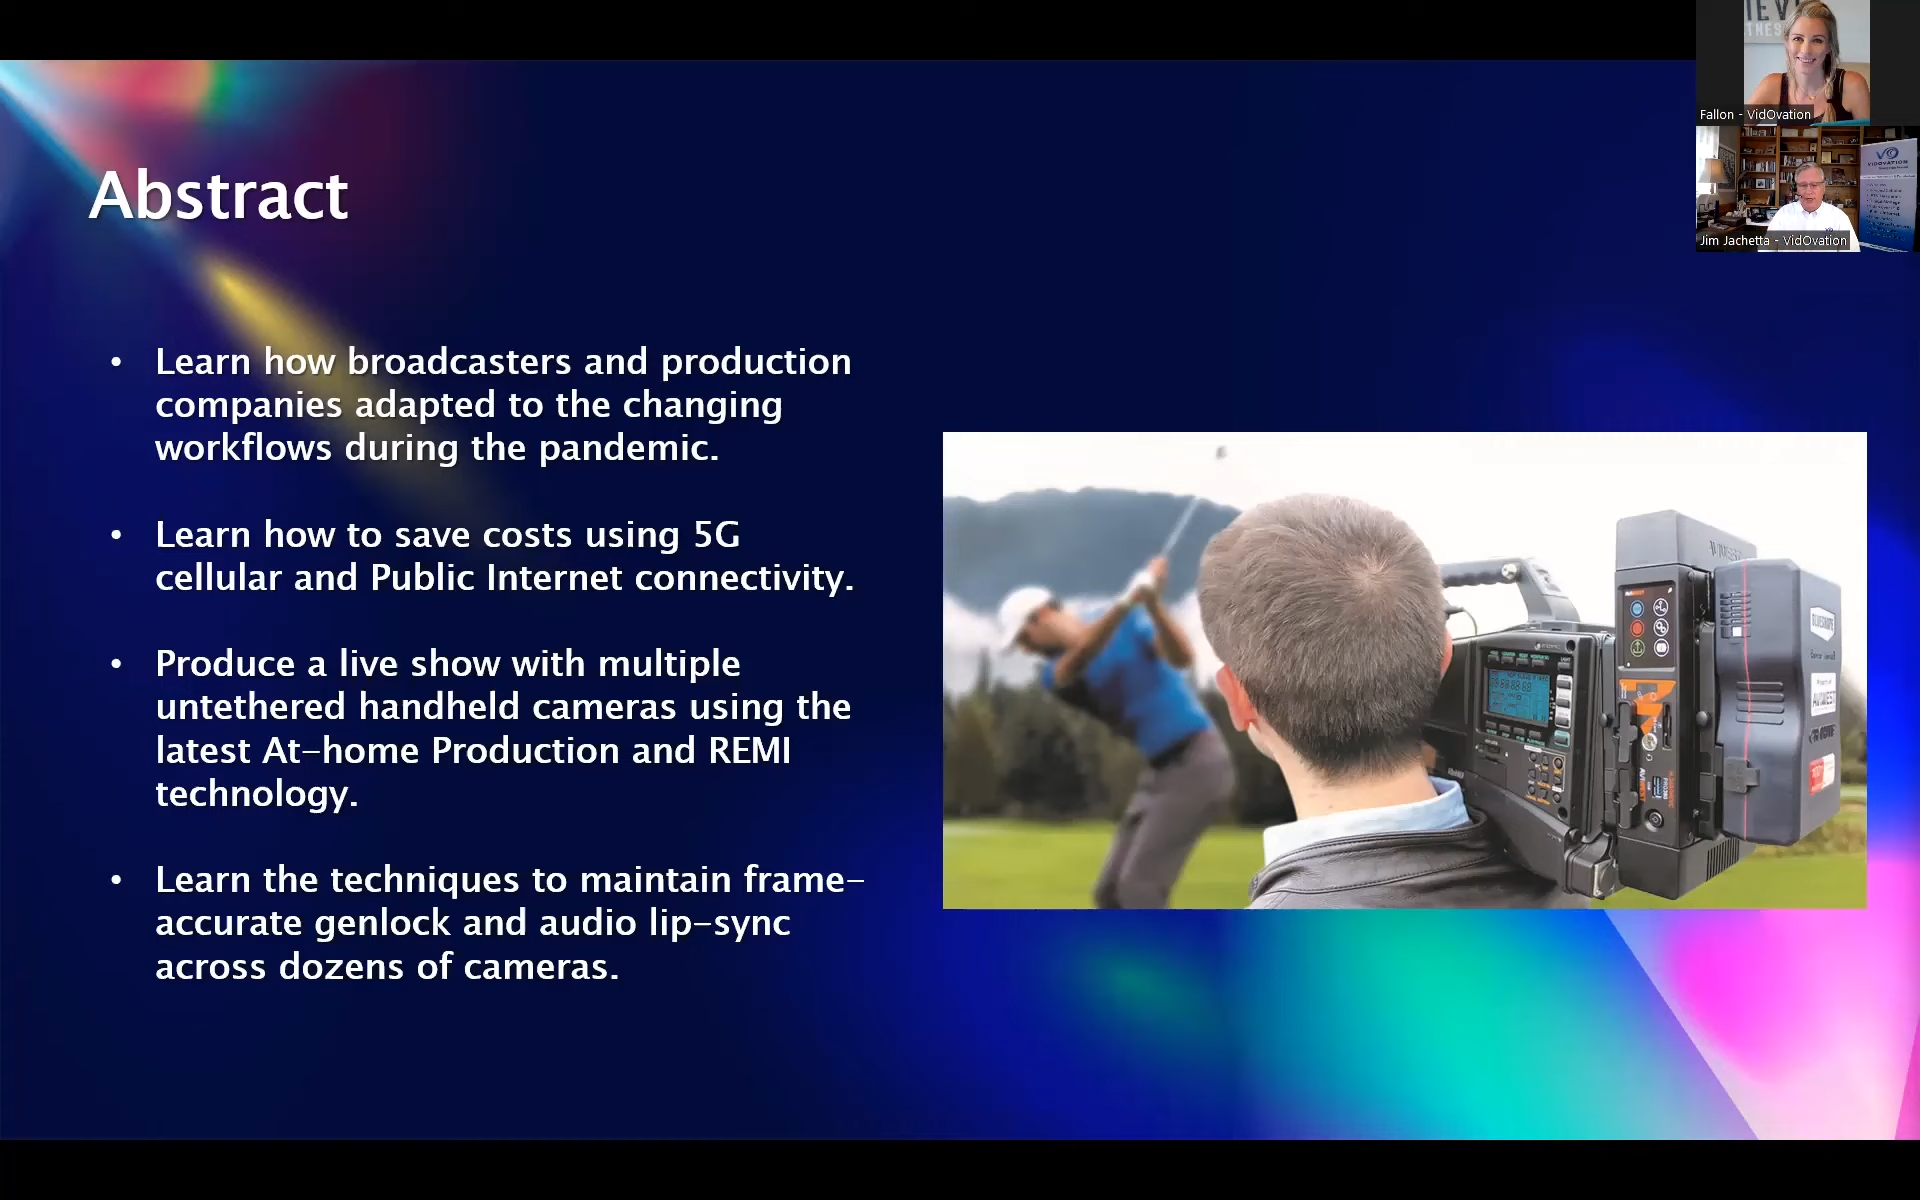 Abstract
• Learn how broadcasters and production
companies adapted to the changing
workflows during the pandemic.
• Learn how to save costs using 5G
cellular and Public Internet connectivity.
• Produce a live show with multiple
untethered handheld cameras using the
latest At-home Production and REMI
technology.
• Learn the techniques to maintain frame-
accurate genlock and audio lip-sync
across dozens of cameras.
Fallon - VidOvation
VIDOVATION
Jim Jachetta - VidOvation
AVIWEST